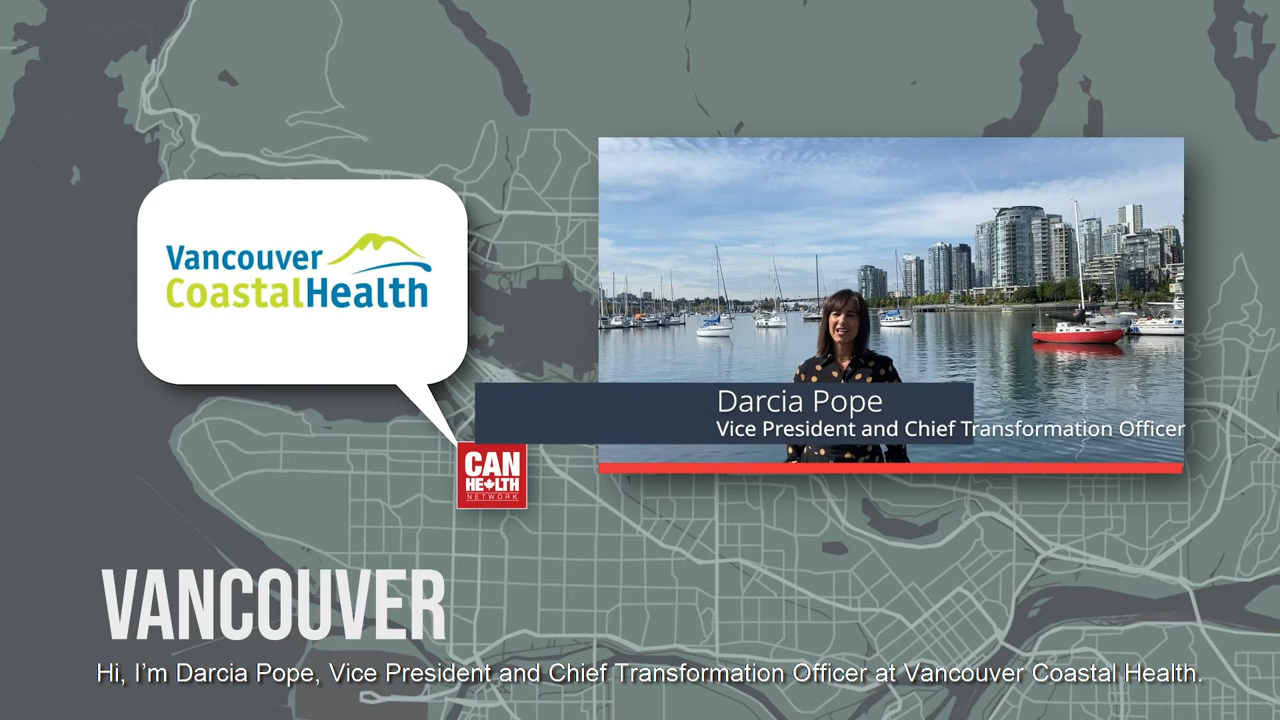 Vancouver
CoastalHealth
Darcia Pope
Vice President and Chief Transformation Officer
CAN
HEALTH
NETWORK
VANCOUVER
Hi, I’m Darcia Pope, Vice President and Chief Transformation Officer at Vancouver Coastal Health.